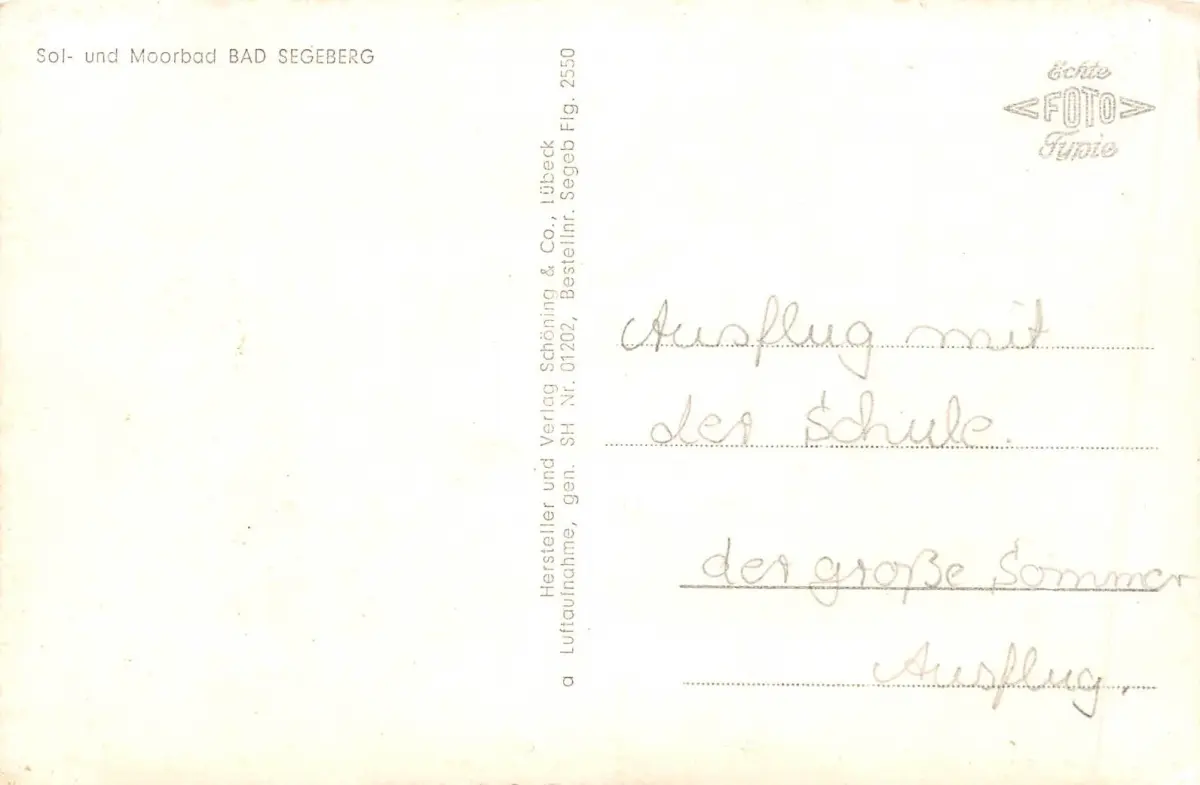 Sol- und Moorbad BAD SEGEBERG
Hersteller und Verlag Schöning & Co., Lübeck
a Luftaufnahme, gen. SH Nr. 01202, Bestellnr. Segeb Flg. 2550
Echte
FOTO
Typie
Ausflug mit
der Schule.
der große Sommer
Ausflug.